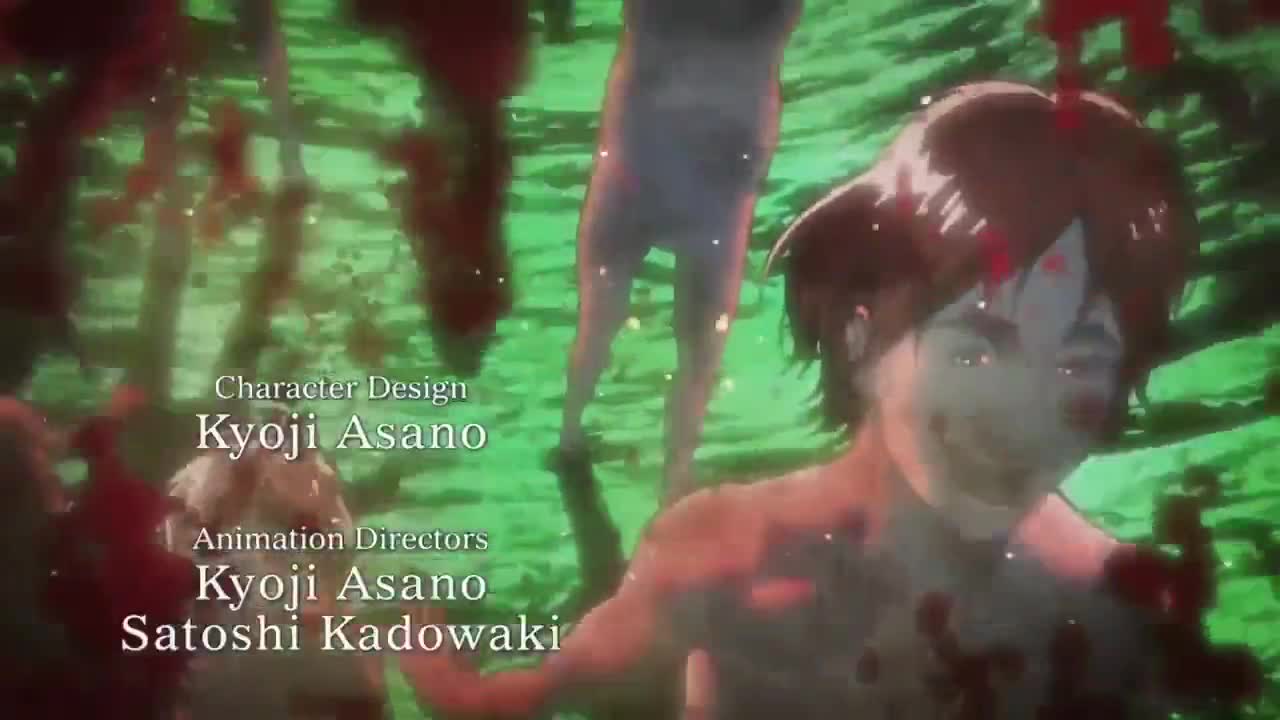 Character Design
Kyoji Asano
Animation Directors
Kyoji Asano
Satoshi Kadowaki